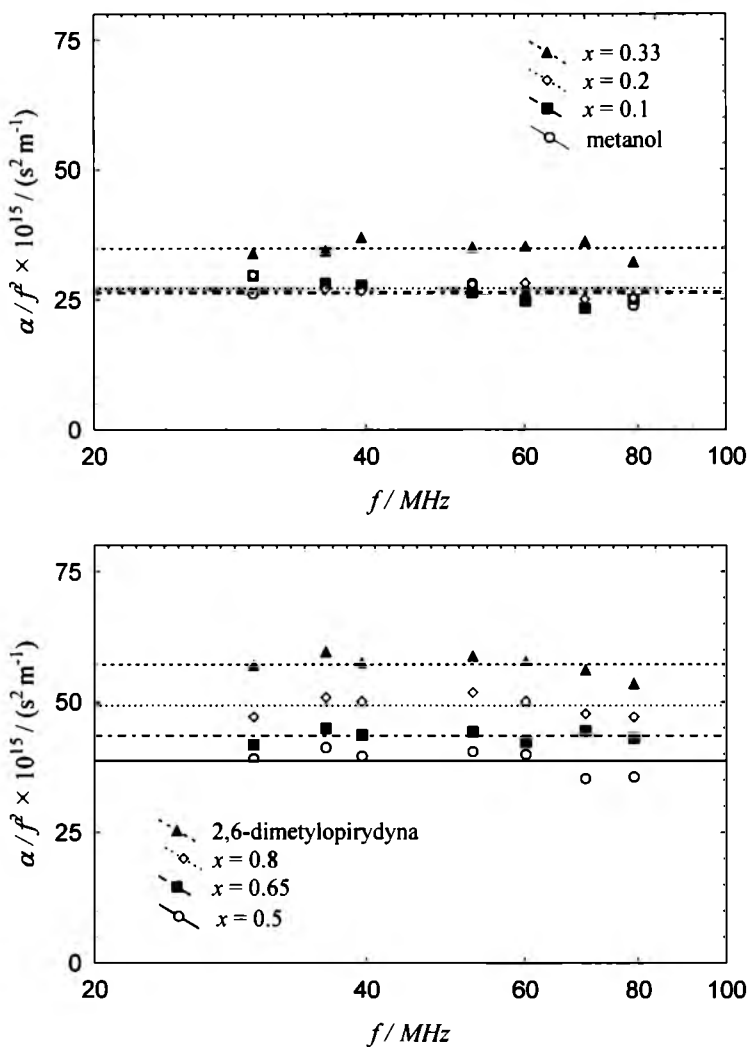 75
50
25
0
α / f² × 10¹⁵ / (s² m⁻¹)
x = 0.33
x = 0.2
x = 0.1
metanol
20 40 60 80 100
f / MHz
75
50
25
0
α / f² × 10¹⁵ / (s² m⁻¹)
2,6-dimetylopirydyna
x = 0.8
x = 0.65
x = 0.5
20 40 60 80 100
f / MHz